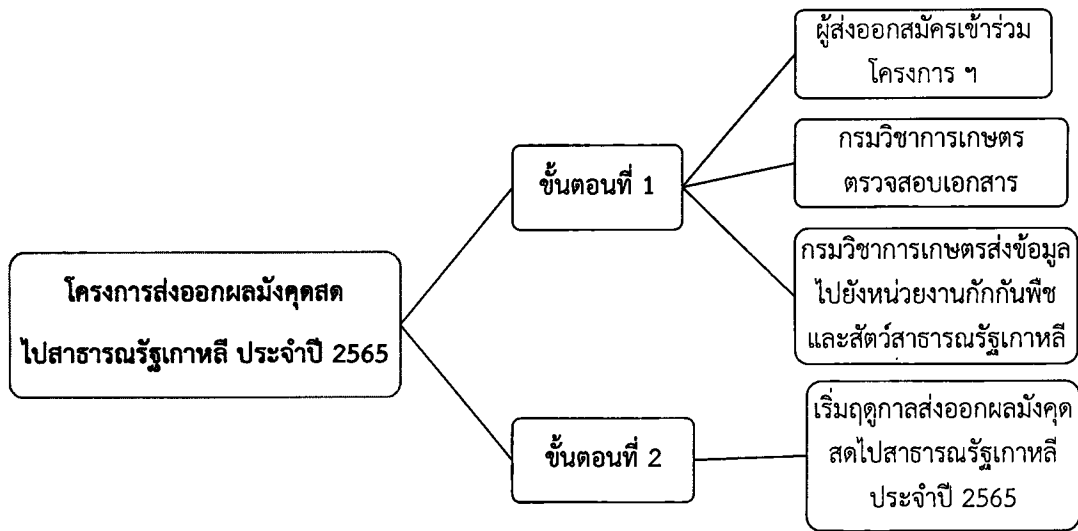 โครงการส่งออกผลมังคุดสด
ไปสาธารณรัฐเกาหลี ประจำปี 2565
ขั้นตอนที่ 1
ผู้ส่งออกสมัครเข้าร่วม
โครงการ ฯ
กรมวิชาการเกษตร
ตรวจสอบเอกสาร
กรมวิชาการเกษตรส่งข้อมูล
ไปยังหน่วยงานกักกันพืช
และสัตว์สาธารณรัฐเกาหลี
ขั้นตอนที่ 2
เริ่มฤดูกาลส่งออกผลมังคุด
สดไปสาธารณรัฐเกาหลี
ประจำปี 2565